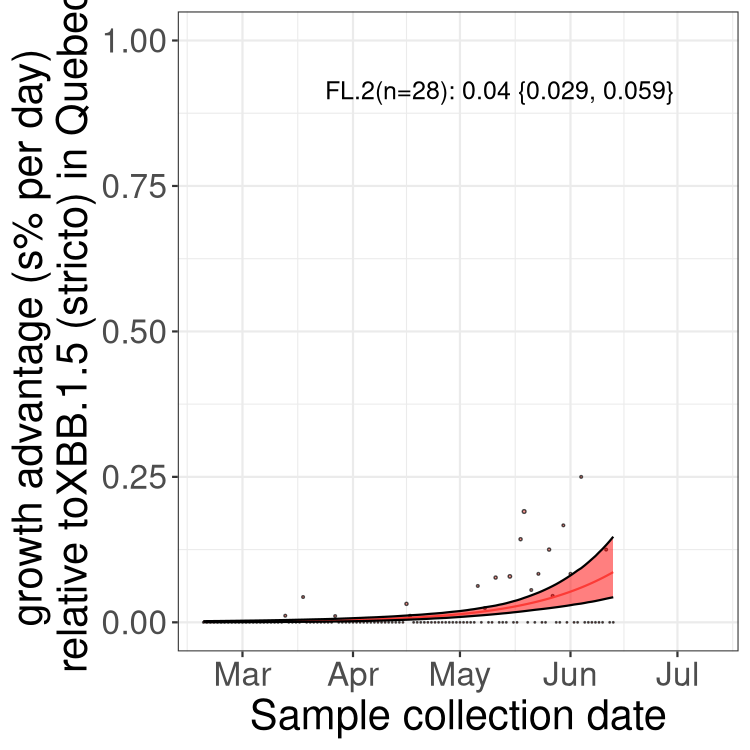 growth advantage (s% per day)
relative toXBB.1.5 (stricto) in Quebec
1.00
0.75
0.50
0.25
0.00
FL.2(n=28): 0.04 {0.029, 0.059}
Mar Apr May Jun Jul
Sample collection date